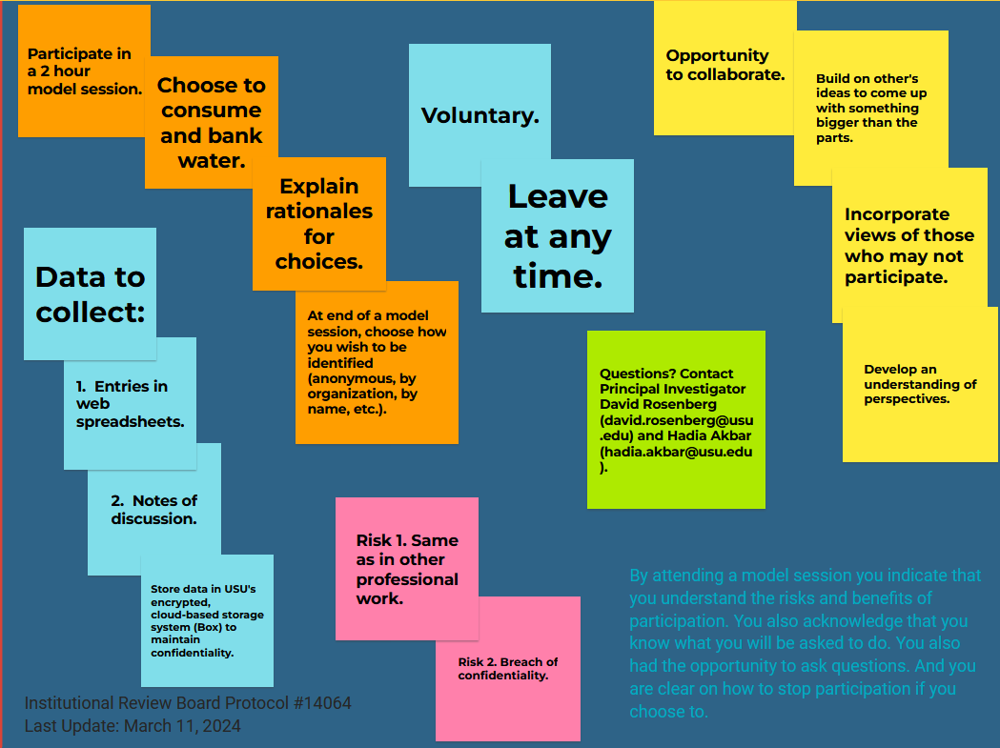 Participate in
a 2 hour
model session.
Choose to
consume
and bank
water.
Explain
rationales
for
choices.
At end of a model
session, choose how
you wish to be
identified
(anonymous, by
organization, by
name, etc.).
Voluntary.
Leave
at any
time.
Opportunity
to collaborate.
Build on other's
ideas to come up
with something
bigger than the
parts.
Incorporate
views of those
who may not
participate.
Develop an
understanding of
perspectives.
Data to
collect:
1. Entries in
web
spreadsheets.
2. Notes of
discussion.
Store data in USU's
encrypted,
cloud-based storage
system (Box) to
maintain
confidentiality.
Questions? Contact
Principal Investigator
David Rosenberg
(david.rosenberg@usu
.edu) and Hadia Akbar
(hadia.akbar@usu.edu
).
Risk 1. Same
as in other
professional
work.
Risk 2. Breach of
confidentiality.
By attending a model session you indicate that
you understand the risks and benefits of
participation. You also acknowledge that you
know what you will be asked to do. You also
had the opportunity to ask questions. And you
are clear on how to stop participation if you
choose to.
Institutional Review Board Protocol #14064
Last Update: March 11, 2024